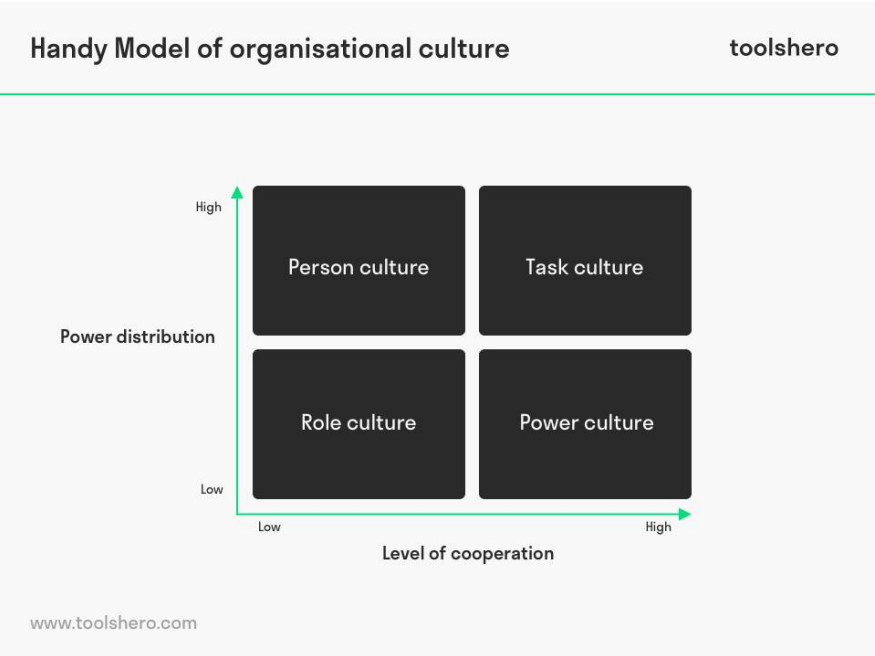 Handy Model of organisational culture
toolshero
High
Person culture
Task culture
Power distribution
Role culture
Power culture
Low
Low
High
Level of cooperation
www.toolshero.com